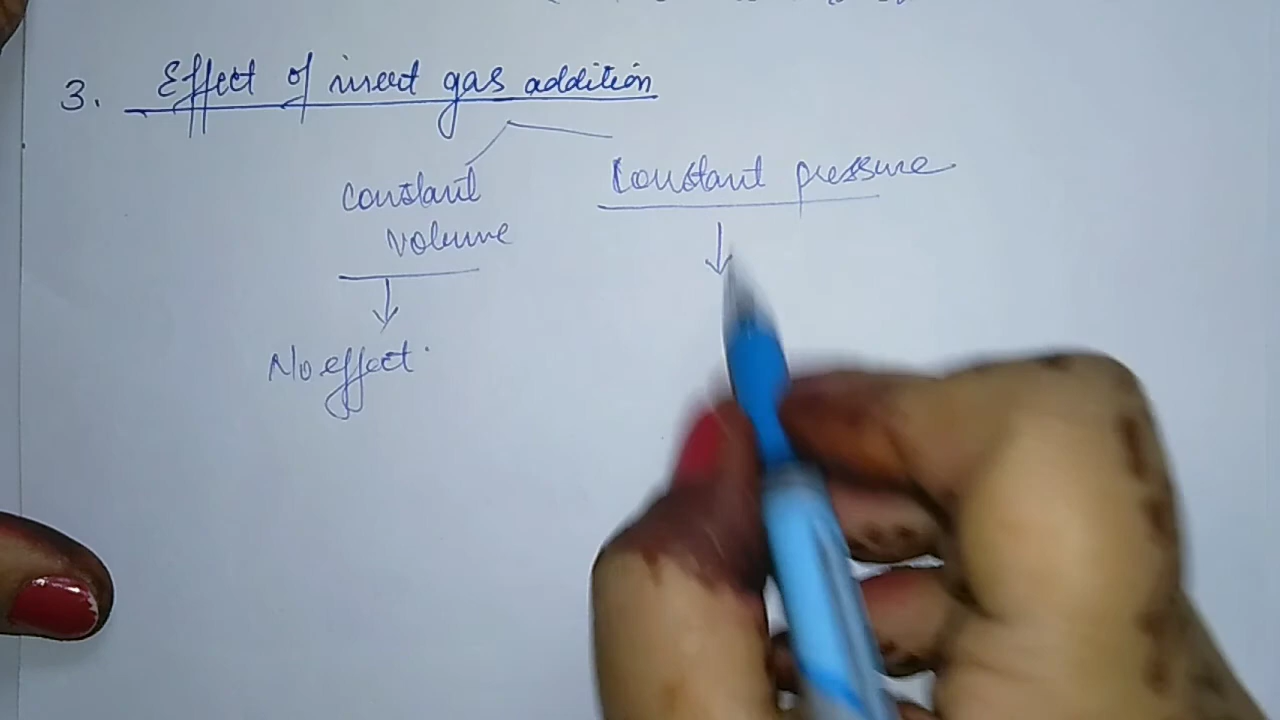 3. Effect of inert gas addition
Constant
volume
Constant pressure
No effect.